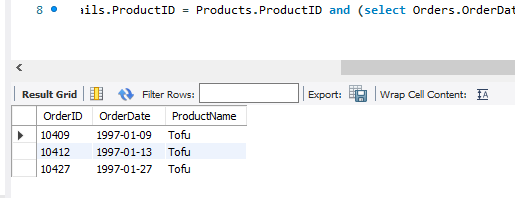 8 ails.ProductID = Products.ProductID and (select Orders.OrderDat
Result Grid Filter Rows: Export: Wrap Cell Content: IA
OrderID OrderDate ProductName
10409 1997-01-09 Tofu
10412 1997-01-13 Tofu
10427 1997-01-27 Tofu